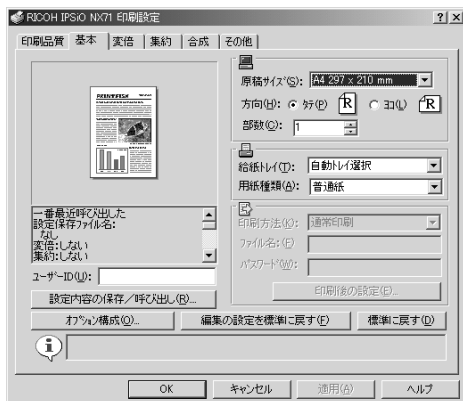 RICOH IPSiO NX71 印刷設定
印刷品質 基本 変倍 集約 合成 その他
PRINTERFISH
原稿サイズ(S): A4 297 x 210 mm
方向(H): タテ(P) R ヨコ(L) R
部数(C): 1
給紙トレイ(T): 自動トレイ選択
用紙種類(A): 普通紙
印刷方法(K): 通常印刷
ファイル名:(F)
パスワード(W):
印刷後の設定(E)...
一番最近呼び出した
設定保存ファイル名:
なし
変倍:しない
集約:しない
ユーザーID(U):
設定内容の保存/呼び出し(R)...
オプション構成(O)... 編集の設定を標準に戻す(F) 標準に戻す(D)
OK キャンセル 適用(A) ヘルプ